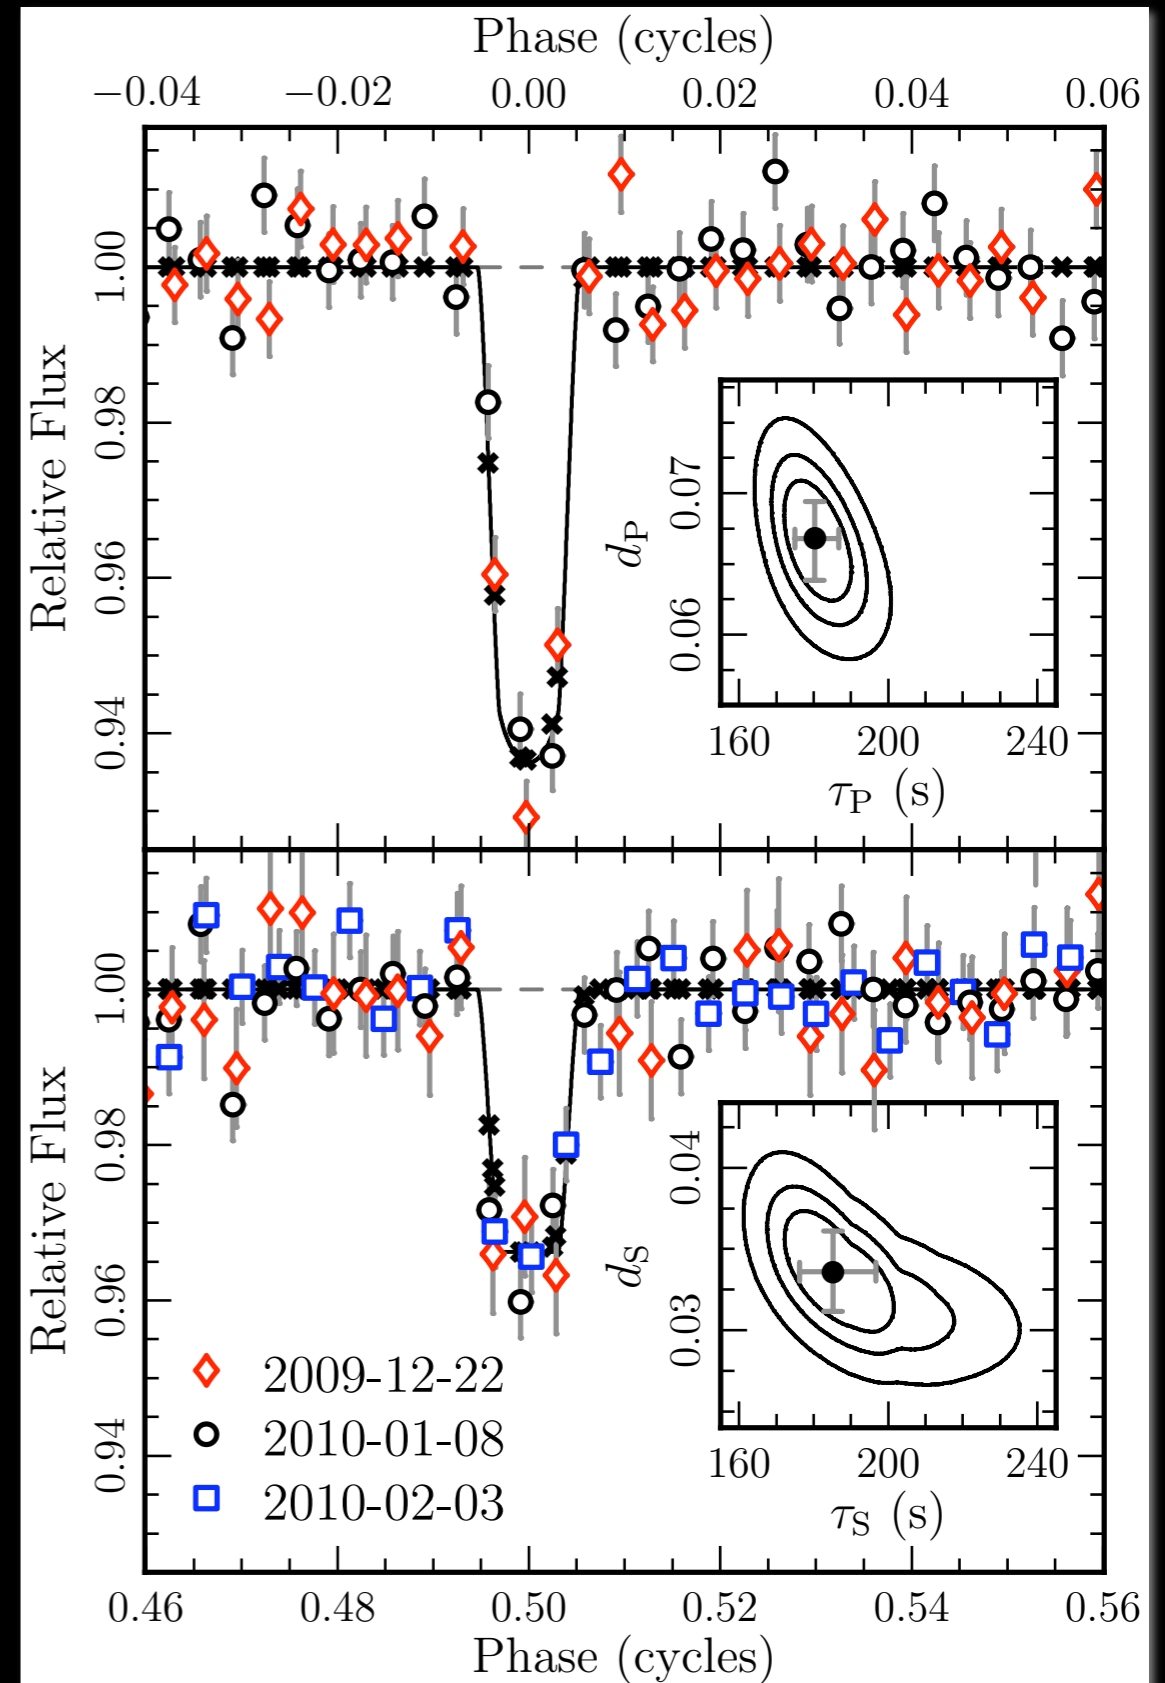 Phase (cycles)
−0.04 −0.02 0.00 0.02 0.04 0.06
Relative Flux
1.00
0.98
0.96
0.94
d_P
0.07
0.06
160 200 240
τ_P (s)
Relative Flux
1.00
0.98
0.96
0.94
d_S
0.04
0.03
160 200 240
τ_S (s)
2009-12-22
2010-01-08
2010-02-03
0.46 0.48 0.50 0.52 0.54 0.56
Phase (cycles)